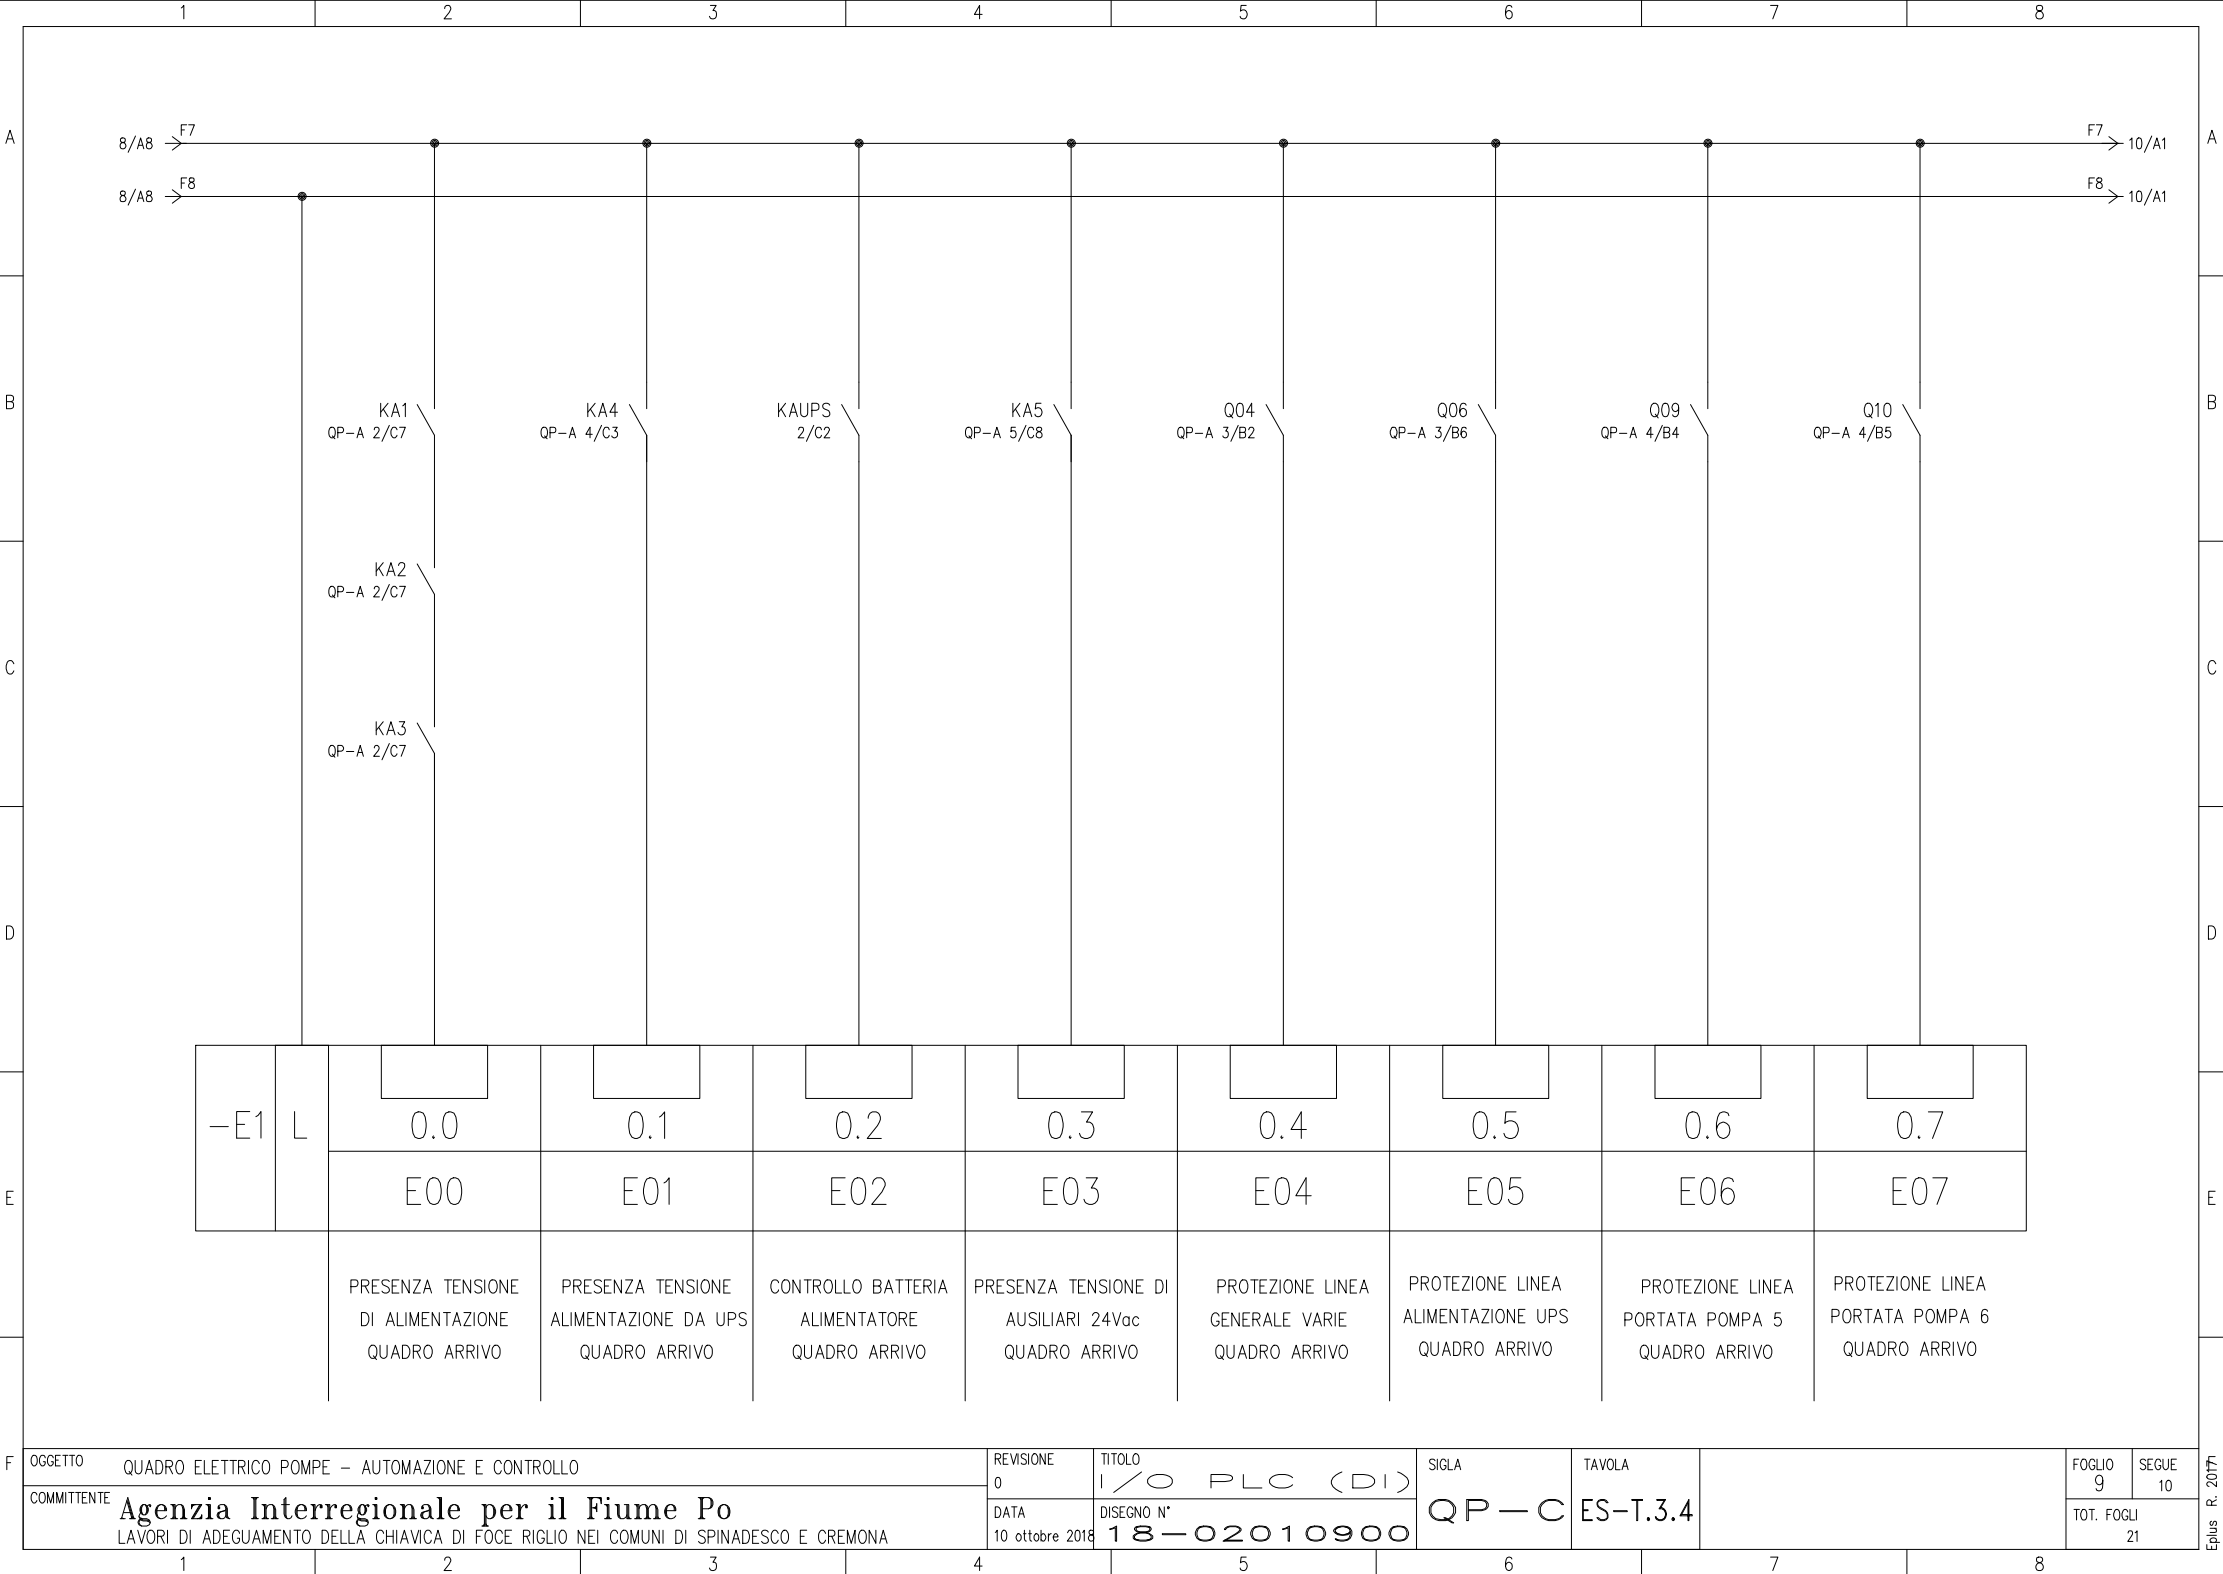 1 2 3 4 5 6 7 8
A A
F7 F7
8/A8 10/A1
F8 F8
8/A8 10/A1
B B
KA1 KA4 KAUPS KA5 Q04 Q06 Q09 Q10
QP-A 2/C7 QP-A 4/C3 2/C2 QP-A 5/C8 QP-A 3/B2 QP-A 3/B6 QP-A 4/B4 QP-A 4/B5
KA2
QP-A 2/C7
C C
KA3
QP-A 2/C7
D D
-E1 L 0.0 0.1 0.2 0.3 0.4 0.5 0.6 0.7
E E00 E01 E02 E03 E04 E05 E06 E07 E
PRESENZA TENSIONE
DI ALIMENTAZIONE
QUADRO ARRIVO
PRESENZA TENSIONE
ALIMENTAZIONE DA UPS
QUADRO ARRIVO
CONTROLLO BATTERIA
ALIMENTATORE
QUADRO ARRIVO
PRESENZA TENSIONE DI
AUSILIARI 24Vac
QUADRO ARRIVO
PROTEZIONE LINEA
GENERALE VARIE
QUADRO ARRIVO
PROTEZIONE LINEA
ALIMENTAZIONE UPS
QUADRO ARRIVO
PROTEZIONE LINEA
PORTATA POMPA 5
QUADRO ARRIVO
PROTEZIONE LINEA
PORTATA POMPA 6
QUADRO ARRIVO
F F
OGGETTO QUADRO ELETTRICO POMPE - AUTOMAZIONE E CONTROLLO
COMMITTENTE Agenzia Interregionale per il Fiume Po
LAVORI DI ADEGUAMENTO DELLA CHIAVICA DI FOCE RIGLIO NEI COMUNI DI SPINADESCO E CREMONA
REVISIONE
0
DATA
10 ottobre 2018
TITOLO
I/O PLC (DI)
DISEGNO N°
18-02010900
SIGLA
QP-C
TAVOLA
ES-T.3.4
FOGLIO
9
SEGUE
10
TOT. FOGLI
21
Eplus R. 2017
1 2 3 4 5 6 7 8